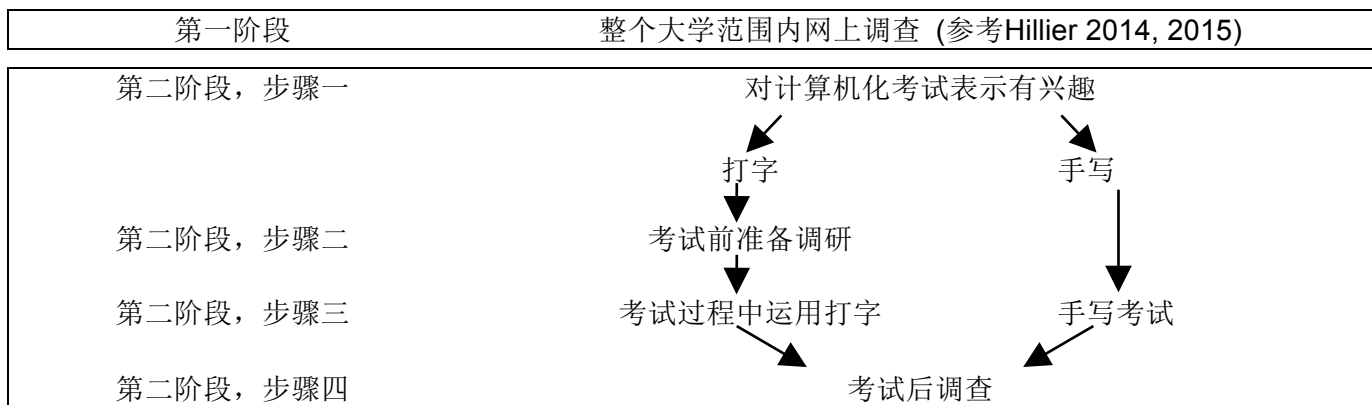 第一阶段 整个大学范围内网上调查 (参考Hillier 2014, 2015)
第二阶段，步骤一 对计算机化考试表示有兴趣
打字 手写
第二阶段，步骤二 考试前准备调研
第二阶段，步骤三 考试过程中运用打字 手写考试
第二阶段，步骤四 考试后调查